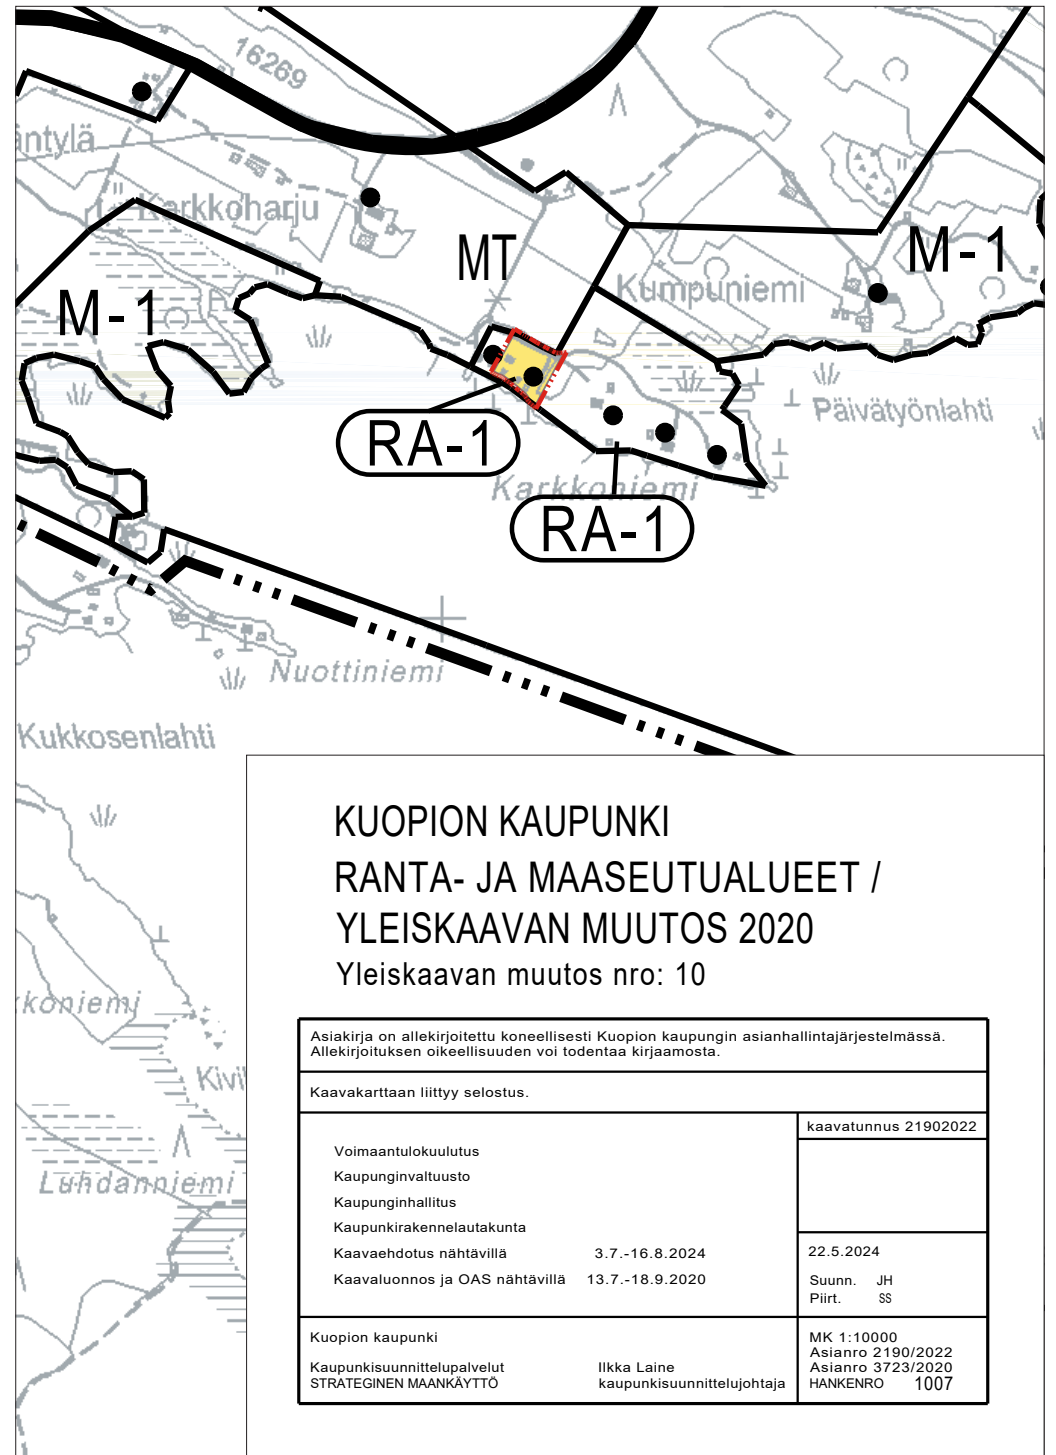 16269
äntylä
Karkkoharju
MT
M-1
M-1
Kumpuniemi
Päivätyönlahti
RA-1
Karkkoniemi
RA-1
Nuottiniemi
Kukkosenlahti
kkoniemi
Kivil
Luhdanniemi
KUOPION KAUPUNKI
RANTA- JA MAASEUTUALUEET /
YLEISKAAVAN MUUTOS 2020
Yleiskaavan muutos nro: 10
Asiakirja on allekirjoitettu koneellisesti Kuopion kaupungin asianhallintajärjestelmässä.
Allekirjoituksen oikeellisuuden voi todentaa kirjaamosta.
Kaavakarttaan liittyy selostus.
kaavatunnus 21902022
Voimaantulokuulutus
Kaupunginvaltuusto
Kaupunginhallitus
Kaupunkirakennelautakunta
Kaavaehdotus nähtävillä 3.7.-16.8.2024
Kaavaluonnos ja OAS nähtävillä 13.7.-18.9.2020
22.5.2024
Suunn. JH
Piirt. SS
Kuopion kaupunki
Kaupunkisuunnittelupalvelut Ilkka Laine
STRATEGINEN MAANKÄYTTÖ kaupunkisuunnittelujohtaja
MK 1:10000
Asianro 2190/2022
Asianro 3723/2020
HANKENRO 1007